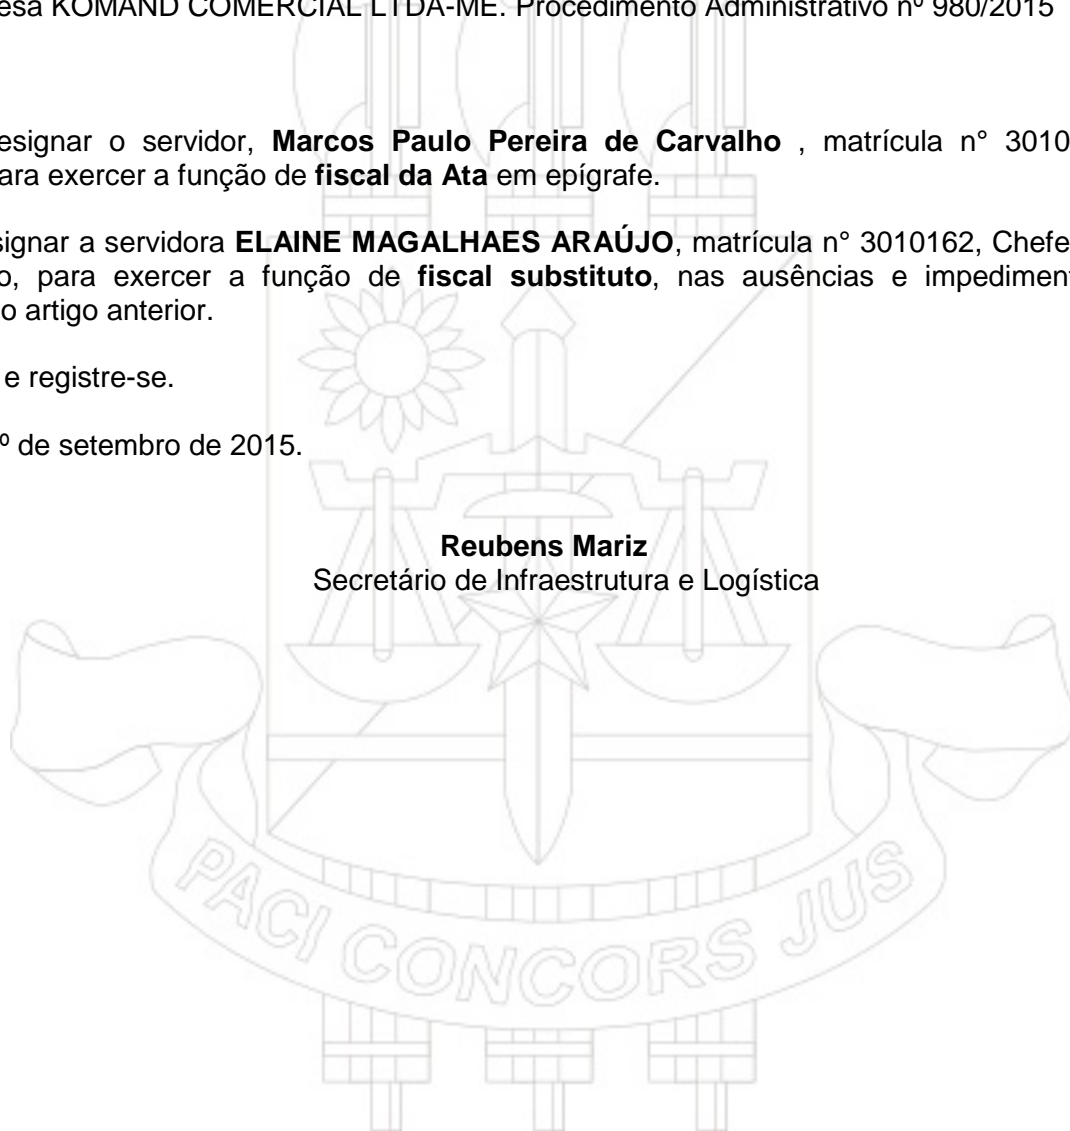 esa KOMAND COMERCIAL LTDA-ME. Procedimento Administrativo nº 980/2015
esignar o servidor, Marcos Paulo Pereira de Carvalho , matrícula n° 3010
para exercer a função de fiscal da Ata em epígrafe.
signar a servidora ELAINE MAGALHAES ARAÚJO, matrícula n° 3010162, Chefe
o, para exercer a função de fiscal substituto, nas ausências e impediment
o artigo anterior.
e registre-se.
º de setembro de 2015.
Reubens Mariz
Secretário de Infraestrutura e Logística
PACI CONCORS JUS